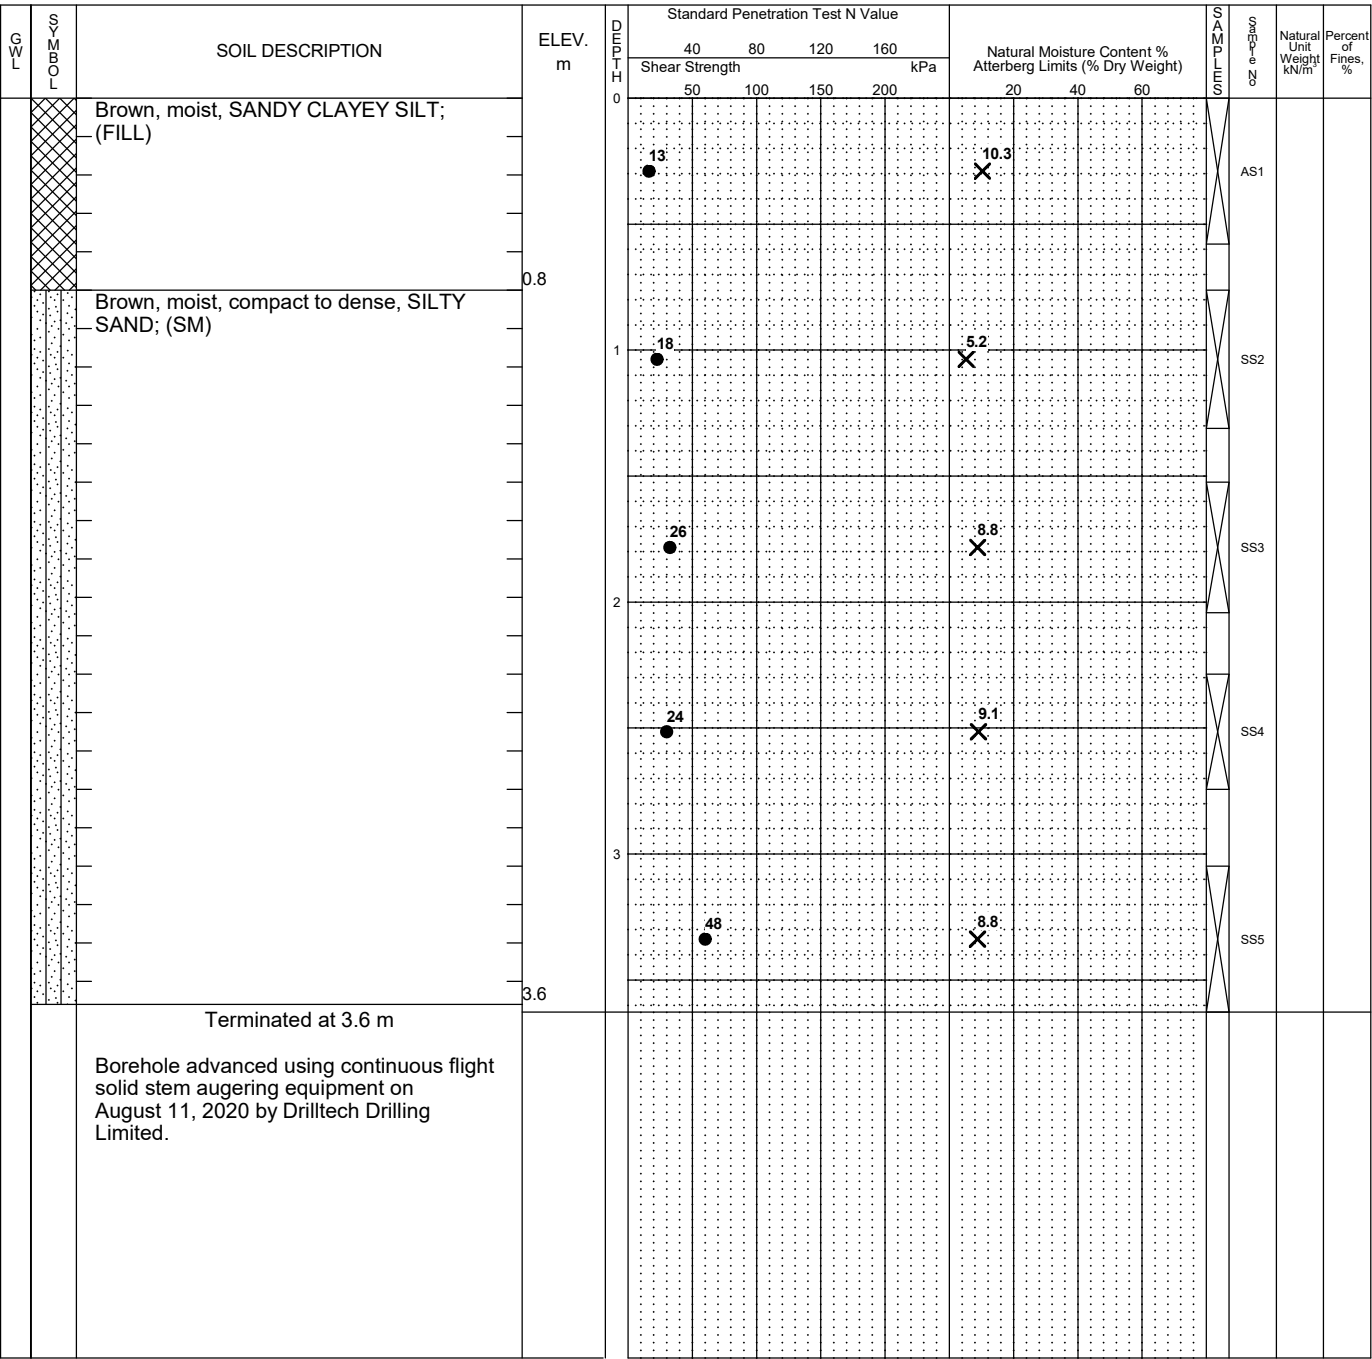 GWL
SYMBOL
SOIL DESCRIPTION
ELEV.
m
DEPTH
Standard Penetration Test N Value
40 80 120 160
Shear Strength kPa
50 100 150 200
Natural Moisture Content %
Atterberg Limits (% Dry Weight)
20 40 60
SAMPLES
Sample No
Natural
Unit
Weight
kN/m³
Percent
of
Fines,
%
0
Brown, moist, SANDY CLAYEY SILT;
(FILL)
13 10.3
AS1
0.8
Brown, moist, compact to dense, SILTY
SAND; (SM)
18 5.2
1
SS2
26 8.8
SS3
2
24 9.1
SS4
3
48 8.8
SS5
3.6
Terminated at 3.6 m
Borehole advanced using continuous flight
solid stem augering equipment on
August 11, 2020 by Drilltech Drilling
Limited.